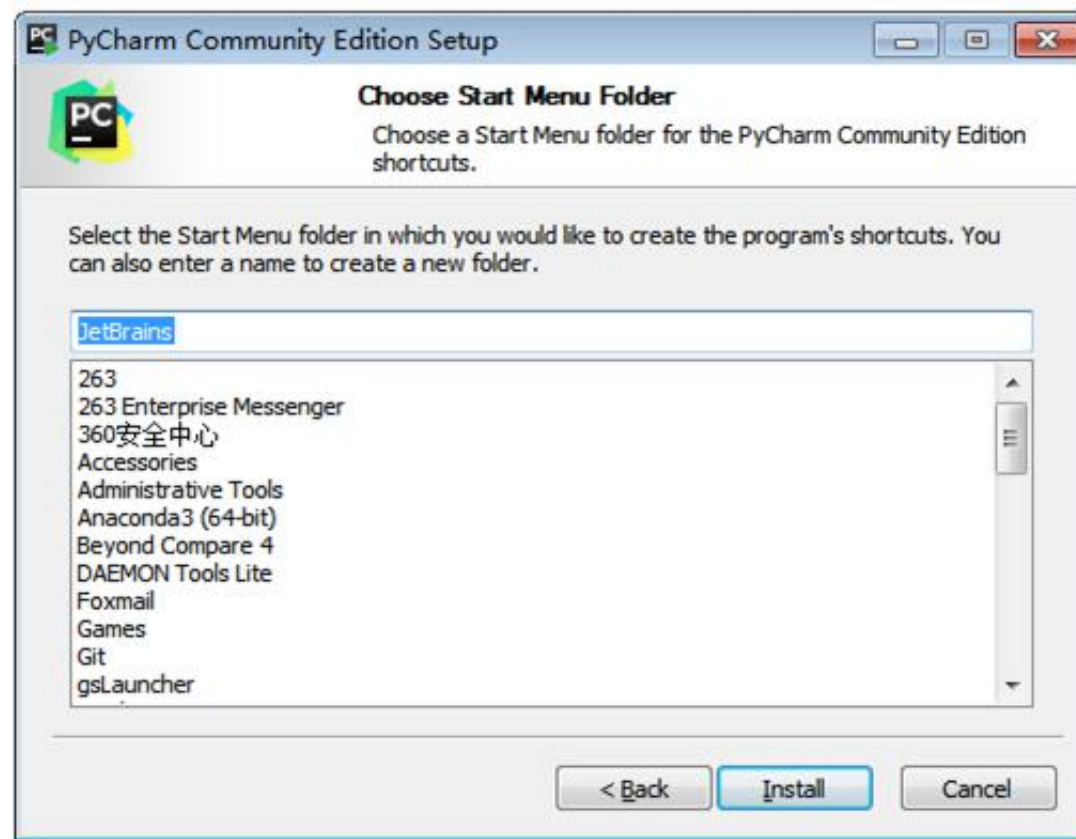 PyCharm Community Edition Setup
PC
Choose Start Menu Folder
Choose a Start Menu folder for the PyCharm Community Edition
shortcuts.
Select the Start Menu folder in which you would like to create the program's shortcuts. You
can also enter a name to create a new folder.
JetBrains
263
263 Enterprise Messenger
360安全中心
Accessories
Administrative Tools
Anaconda3 (64-bit)
Beyond Compare 4
DAEMON Tools Lite
Foxmail
Games
Git
gsLauncher
< Back
Install
Cancel